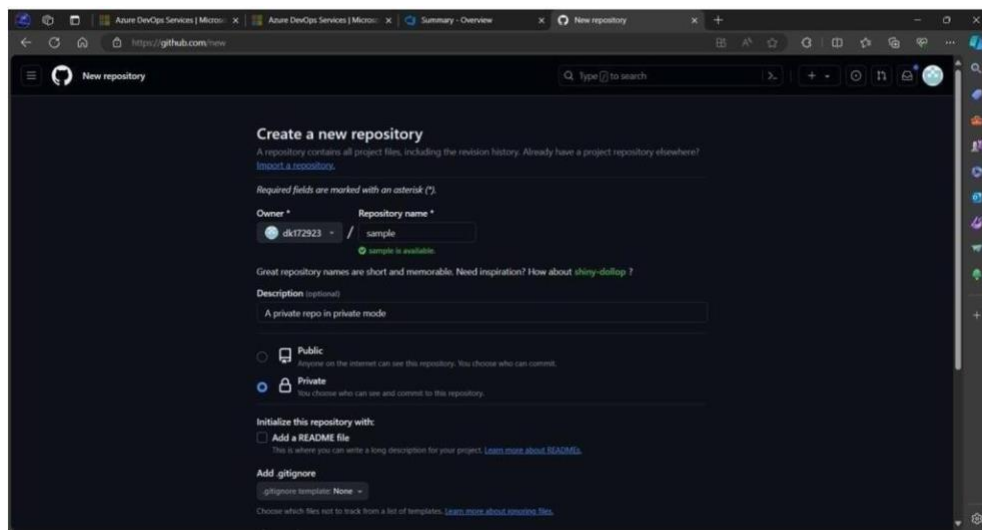 Azure DevOps Services | Microso
Azure DevOps Services | Microso
Summary - Overview
New repository
https://github.com/new
New repository
Type / to search
Create a new repository
A repository contains all project files, including the revision history. Already have a project repository elsewhere?
Import a repository.
Required fields are marked with an asterisk (*).
Owner * Repository name *
dk172923 / sample
sample is available.
Great repository names are short and memorable. Need inspiration? How about shiny-dollop ?
Description (optional)
A private repo in private mode
Public
Anyone on the internet can see this repository. You choose who can commit.
Private
You choose who can see and commit to this repository.
Initialize this repository with:
Add a README file
This is where you can write a long description for your project. Learn more about READMEs.
Add .gitignore
.gitignore template: None
Choose which files not to track from a list of templates. Learn more about ignoring files.